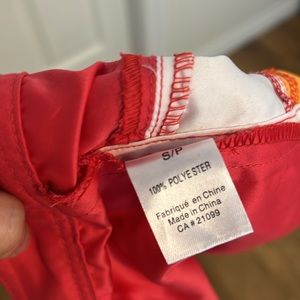 S/P
100% POLYESTER
Fabriqué en Chine
Made in China
CA # 21099